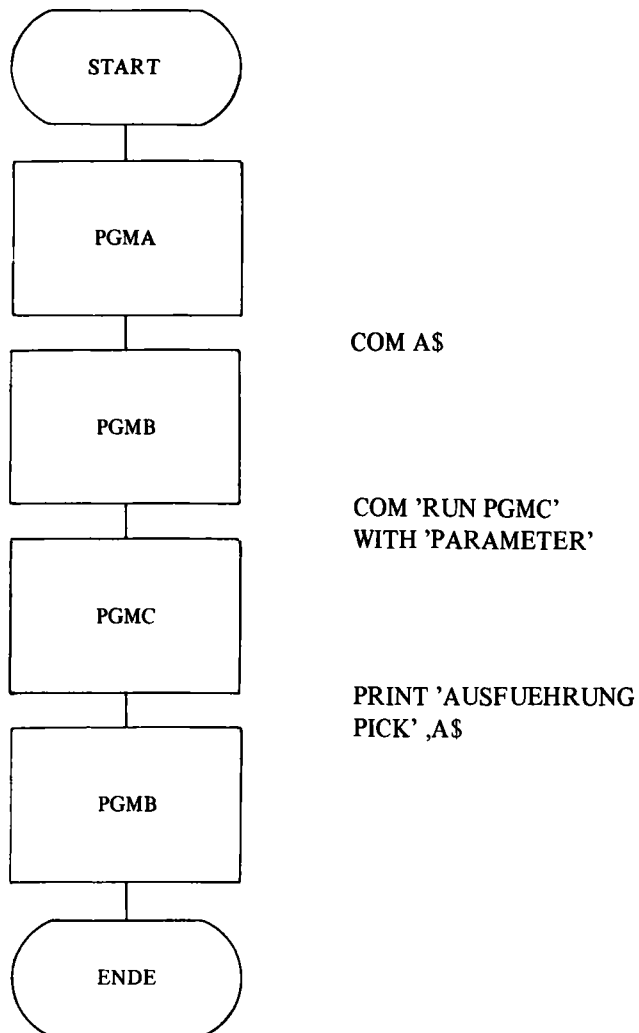 START
PGMA
COM A$
PGMB
COM 'RUN PGMC'
WITH 'PARAMETER'
PGMC
PRINT 'AUSFUEHRUNG
PICK' ,A$
PGMB
ENDE